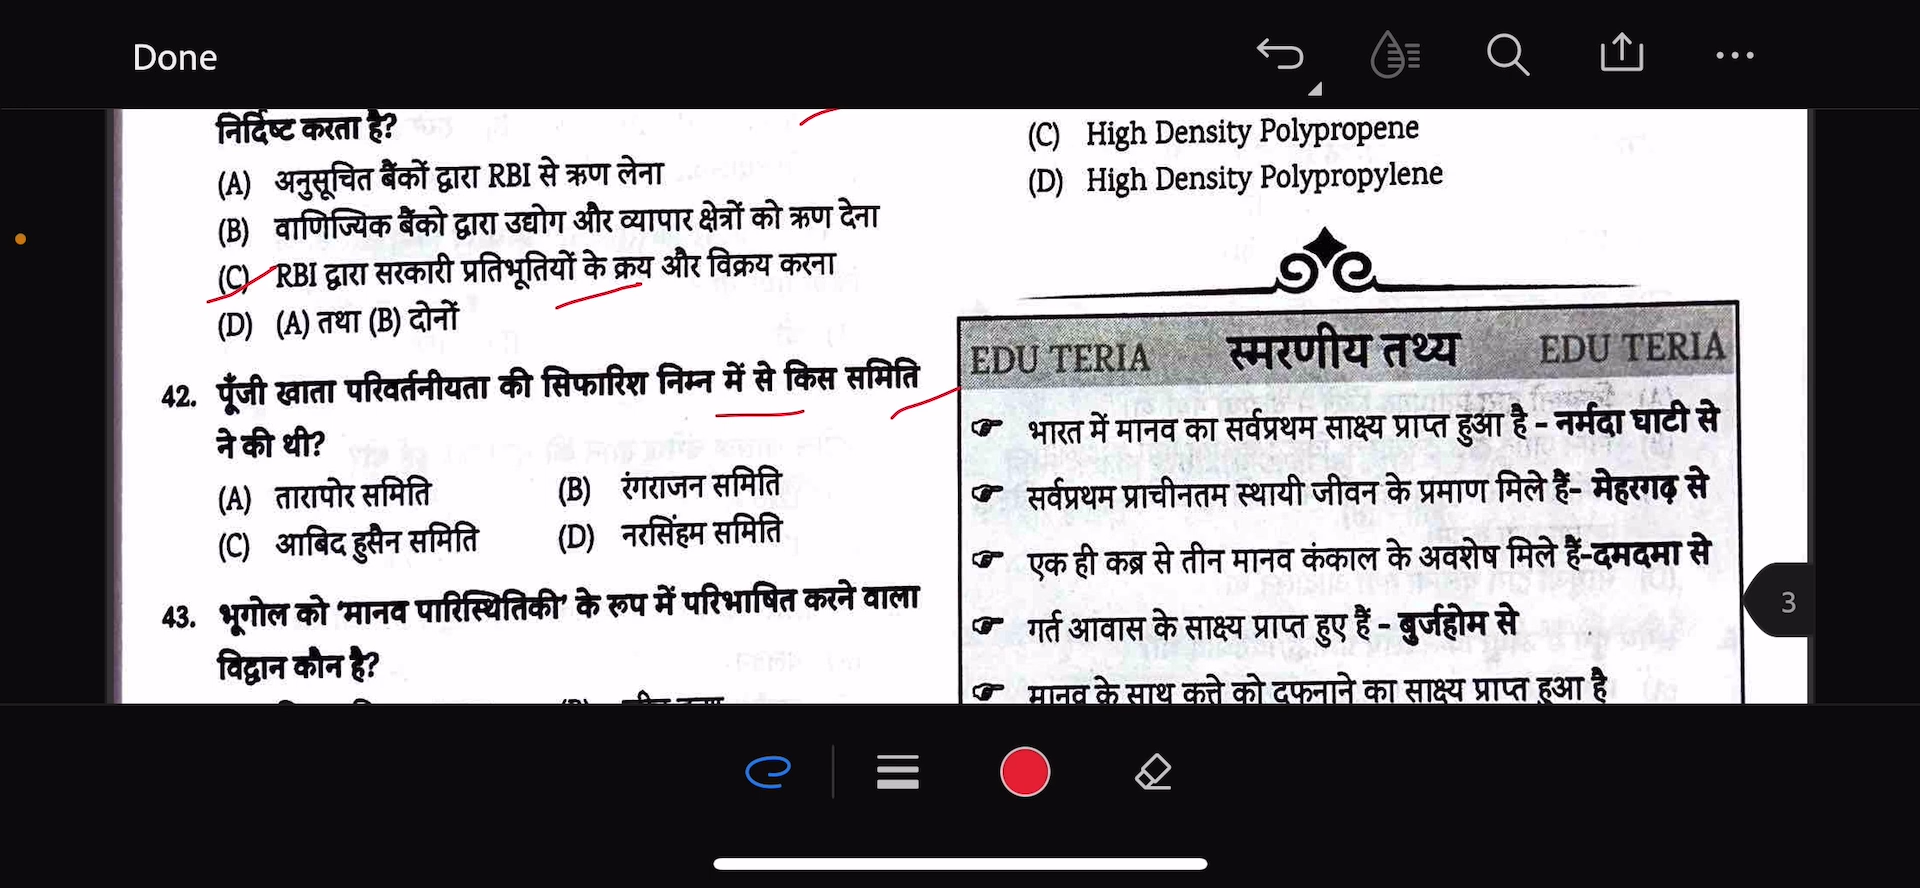 Done
निर्दिष्ट करता है?
(A) अनुसूचित बैंकों द्वारा RBI से ऋण लेना
(B) वाणिज्यिक बैंको द्वारा उद्योग और व्यापार क्षेत्रों को ऋण देना
(C) RBI द्वारा सरकारी प्रतिभूतियों के क्रय और विक्रय करना
(D) (A) तथा (B) दोनों
42. पूँजी खाता परिवर्तनीयता की सिफारिश निम्न में से किस समिति
ने की थी?
(A) तारापोर समिति (B) रंगराजन समिति
(C) आबिद हुसैन समिति (D) नरसिंहम समिति
43. भूगोल को ‘मानव पारिस्थितिकी’ के रूप में परिभाषित करने वाला
विद्वान कौन है?
(C) High Density Polypropene
(D) High Density Polypropylene
EDU TERIA स्मरणीय तथ्य EDU TERIA
भारत में मानव का सर्वप्रथम साक्ष्य प्राप्त हुआ है - नर्मदा घाटी से
सर्वप्रथम प्राचीनतम स्थायी जीवन के प्रमाण मिले हैं- मेहरगढ़ से
एक ही कब्र से तीन मानव कंकाल के अवशेष मिले हैं-दमदमा से
गर्त आवास के साक्ष्य प्राप्त हुए हैं - बुर्जहोम से
मानव के साथ कुत्ते को दफनाने का साक्ष्य प्राप्त हुआ है
3